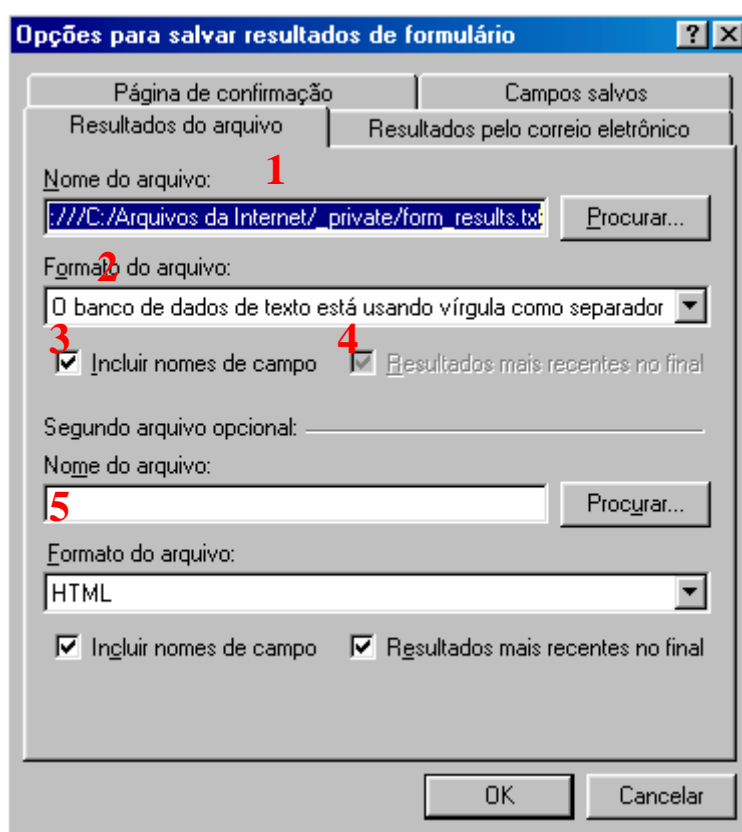 Opções para salvar resultados de formulário
Página de confirmação Campos salvos
Resultados do arquivo Resultados pelo correio eletrônico
1
Nome do arquivo:
:///C:/Arquivos da Internet/_private/form_results.txt Procurar...
2
Formato do arquivo:
O banco de dados de texto está usando vírgula como separador
3 4
Incluir nomes de campo Resultados mais recentes no final
Segundo arquivo opcional:
Nome do arquivo:
5 Procurar...
Formato do arquivo:
HTML
Incluir nomes de campo Resultados mais recentes no final
OK Cancelar